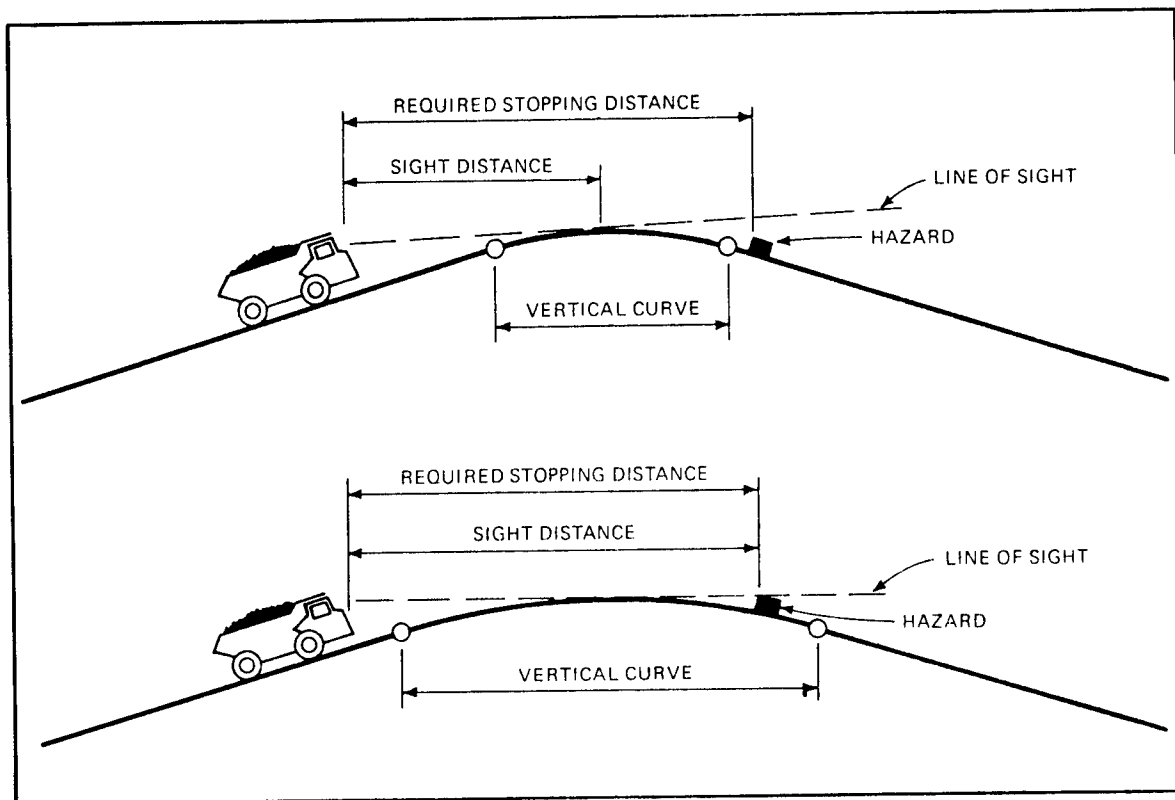 REQUIRED STOPPING DISTANCE
SIGHT DISTANCE
LINE OF SIGHT
HAZARD
VERTICAL CURVE
REQUIRED STOPPING DISTANCE
SIGHT DISTANCE
LINE OF SIGHT
HAZARD
VERTICAL CURVE